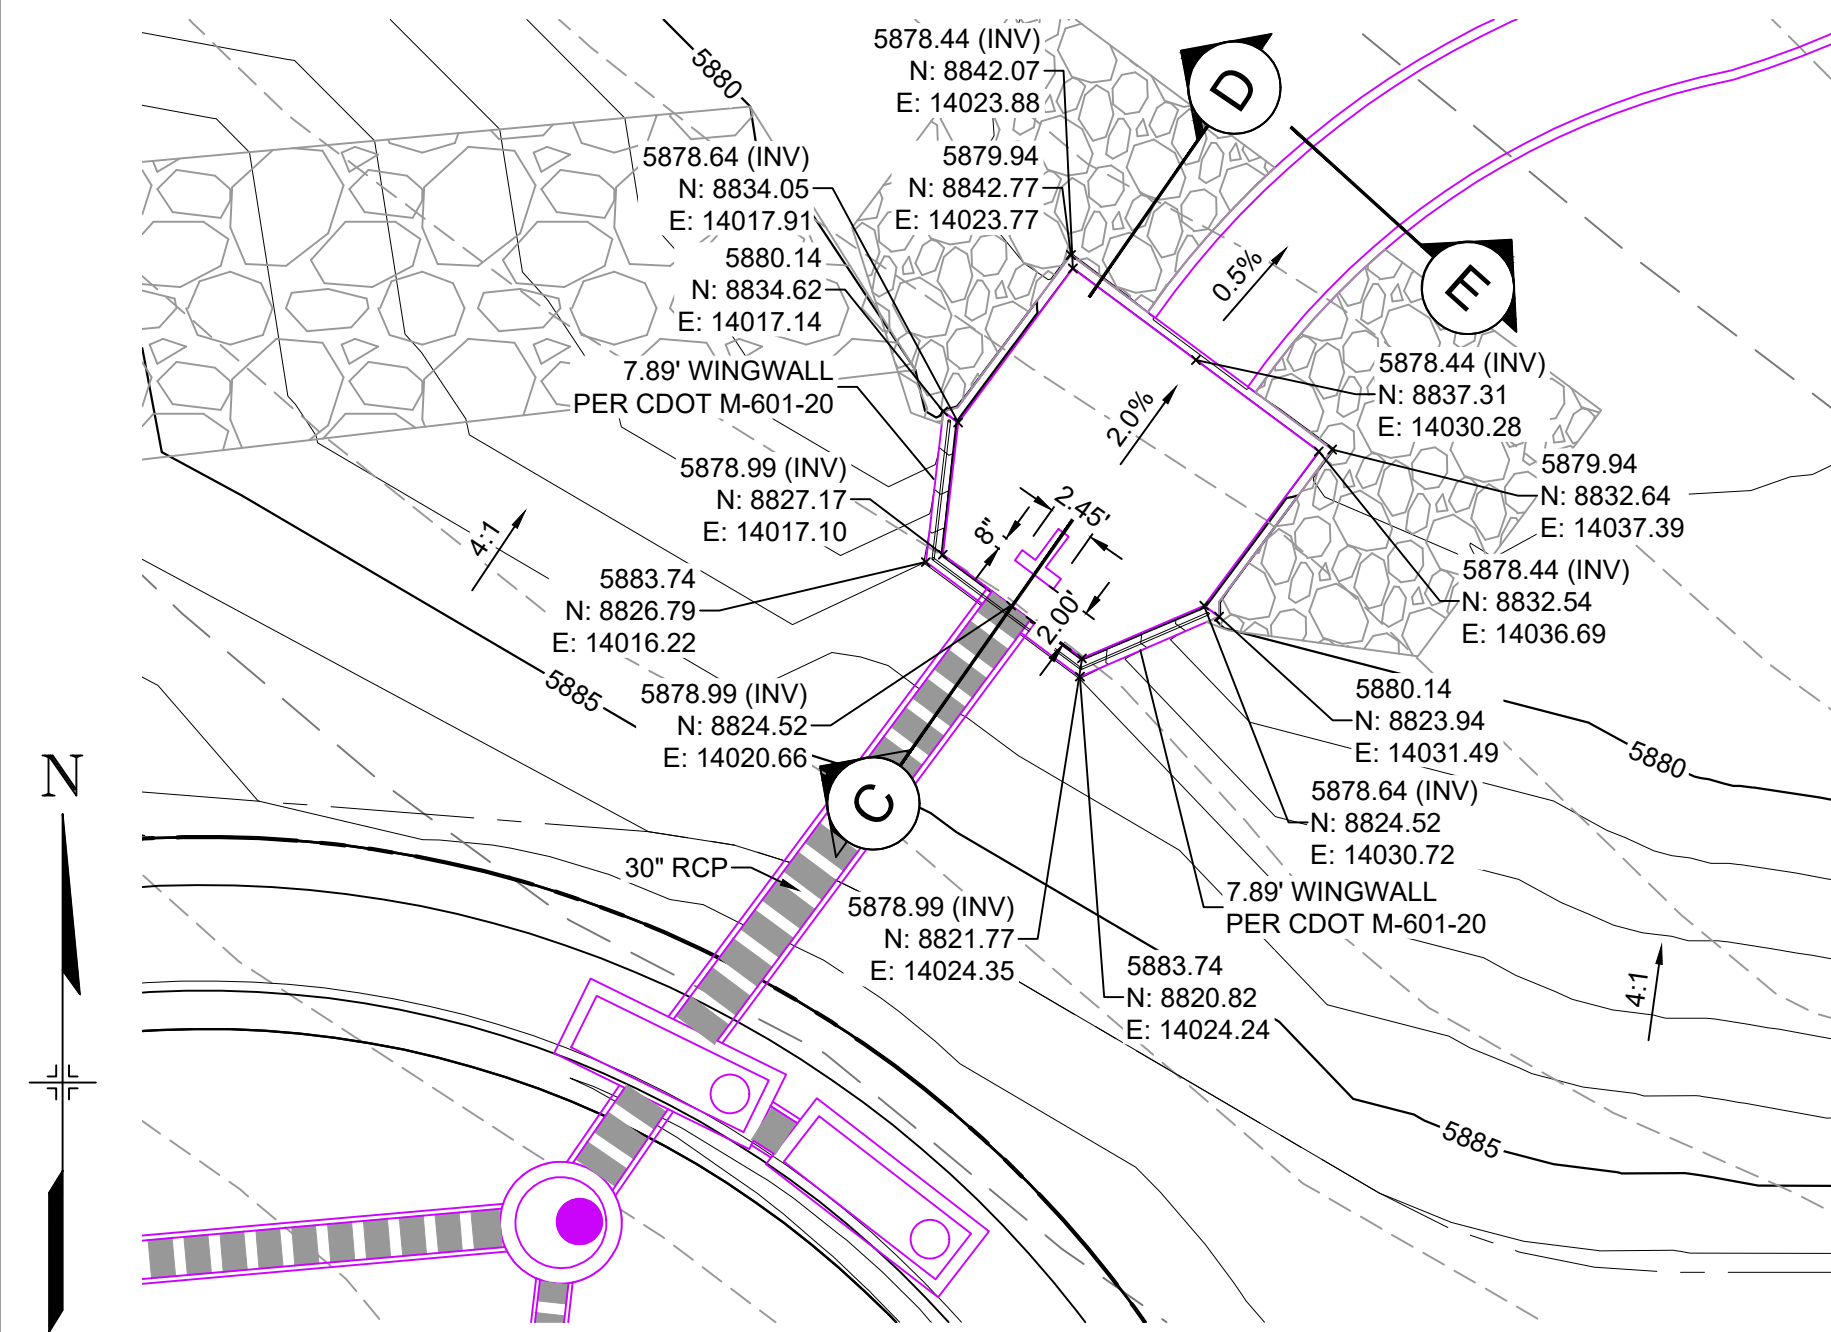 5880
5878.44 (INV)
N: 8842.07
E: 14023.88
D
5878.64 (INV)
N: 8834.05
E: 14017.91
5879.94
N: 8842.77
E: 14023.77
5880.14
N: 8834.62
E: 14017.14
0.5%
E
7.89' WINGWALL
PER CDOT M-601-20
2.0%
5878.44 (INV)
N: 8837.31
E: 14030.28
5878.99 (INV)
N: 8827.17
E: 14017.10
5879.94
N: 8832.64
E: 14037.39
4:1
8"
2.45'
2.00'
5883.74
N: 8826.79
E: 14016.22
5878.44 (INV)
N: 8832.54
E: 14036.69
5885
5878.99 (INV)
N: 8824.52
E: 14020.66
5880.14
N: 8823.94
E: 14031.49
5880
N
C
5878.64 (INV)
N: 8824.52
E: 14030.72
30" RCP
5878.99 (INV)
N: 8821.77
E: 14024.35
7.89' WINGWALL
PER CDOT M-601-20
5883.74
N: 8820.82
E: 14024.24
4:1
5885